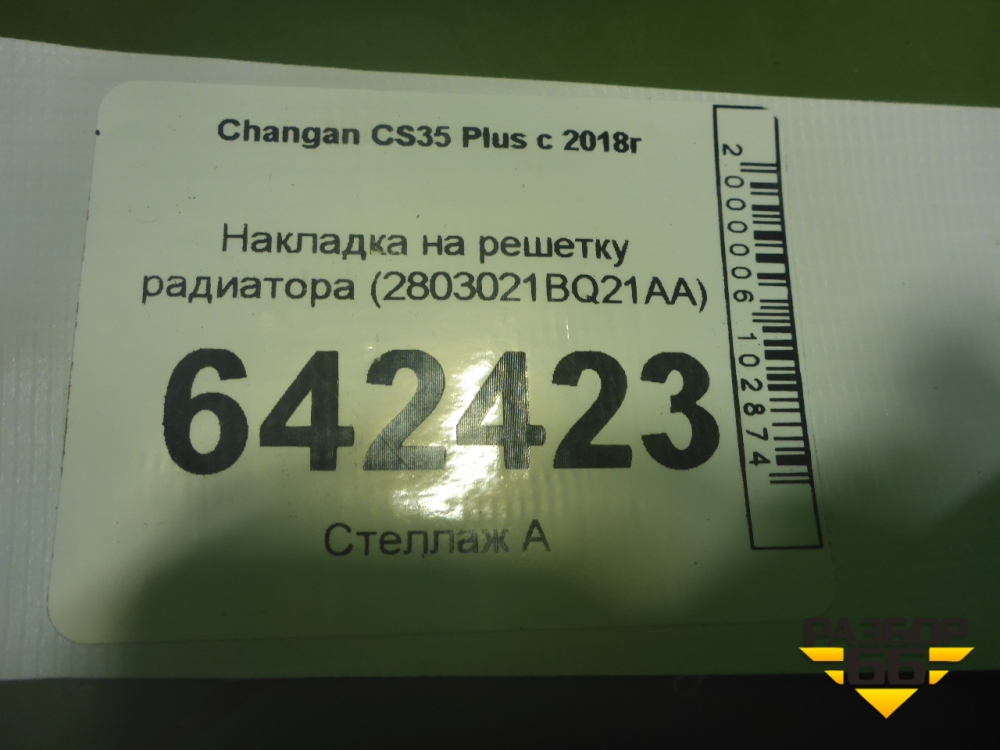 Changan CS35 Plus с 2018г
Накладка на решетку
радиатора (2803021BQ21AA)
642423
Стеллаж А
2000006102874
РАЗБОР
66